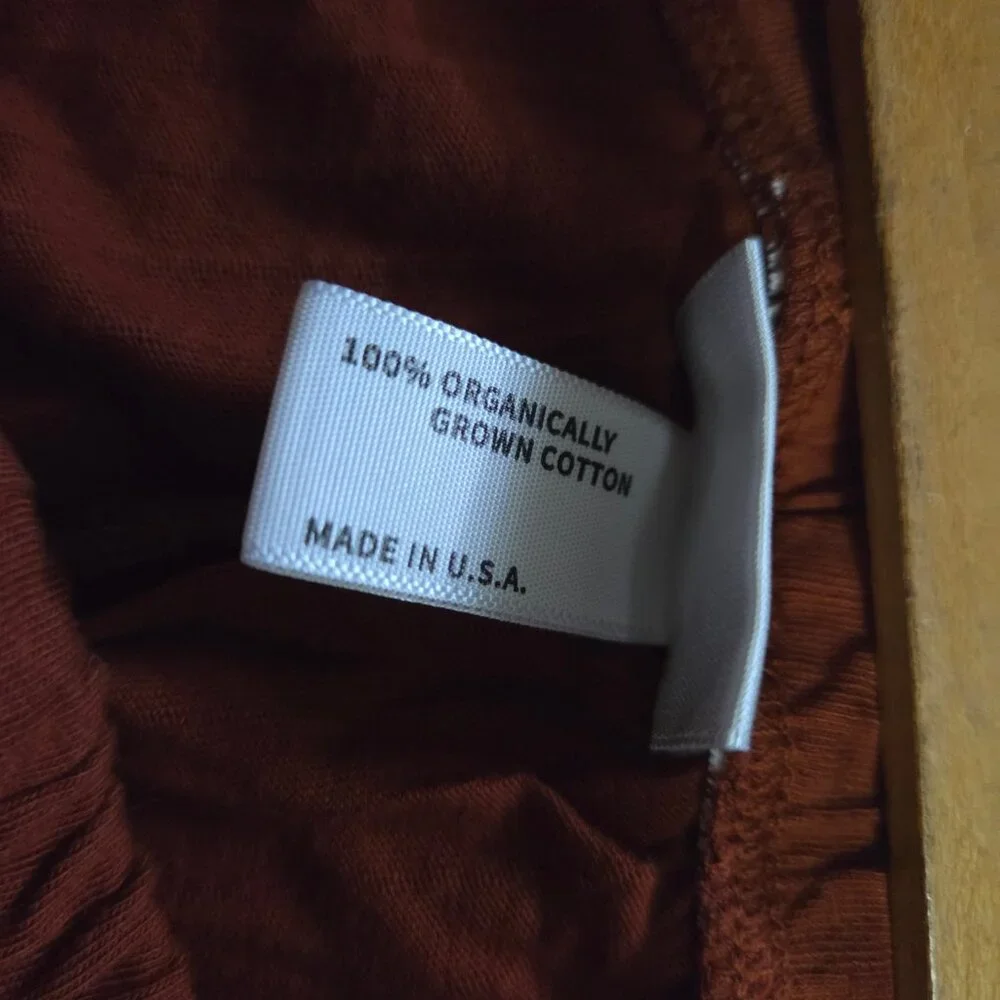 100% ORGANICALLY
GROWN COTTON
MADE IN U.S.A.